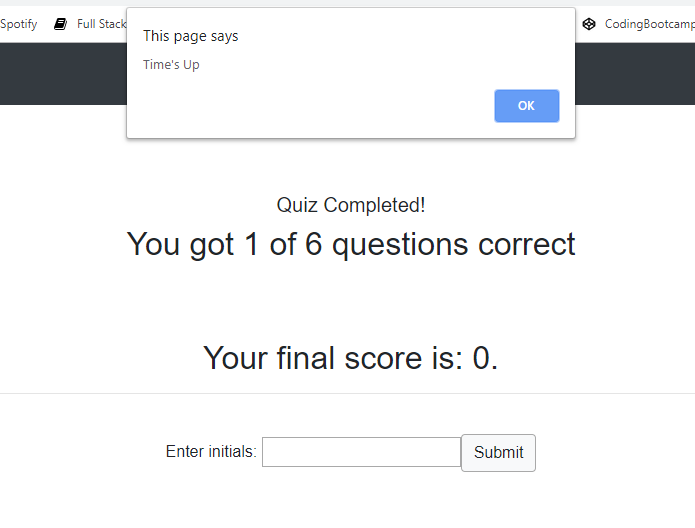 Spotify Full Stack CodingBootcamp
This page says
Time's Up
OK
Quiz Completed!
You got 1 of 6 questions correct
Your final score is: 0.
Enter initials: Submit